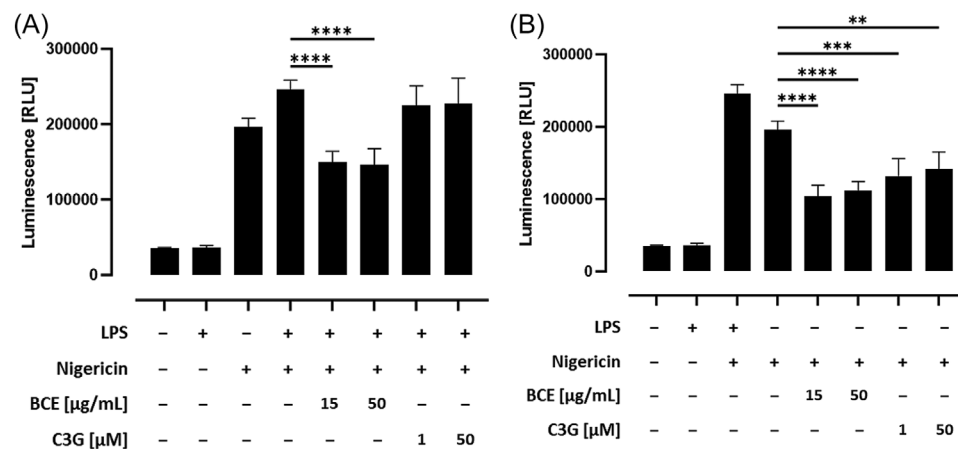 (A)
Luminescence [RLU]
300000
200000
100000
0
****
****
LPS – + – + + + + +
Nigericin – – + + + + + +
BCE [µg/mL] – – – – 15 50 – –
C3G [µM] – – – – – – 1 50
(B)
Luminescence [RLU]
300000
200000
100000
0
**
***
****
****
LPS – + + – – – – –
Nigericin – – + + + + + +
BCE [µg/mL] – – – – 15 50 – –
C3G [µM] – – – – – – 1 50